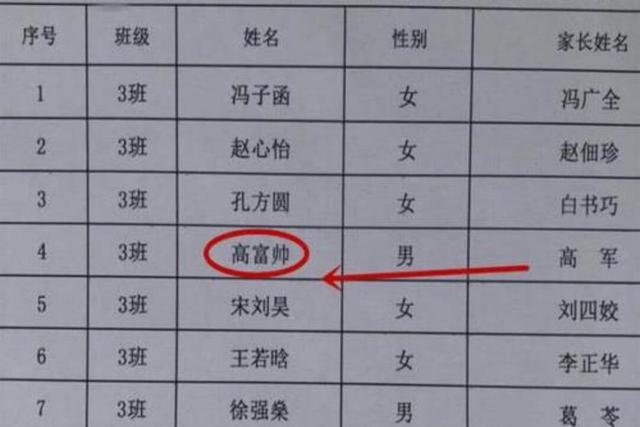 序号 班级 姓名 性别 家长姓名
1 3班 冯子函 女 冯广全
2 3班 赵心怡 女 赵佃珍
3 3班 孔方圆 女 白书巧
4 3班 高富帅 男 高 军
5 3班 宋刘昊 女 刘四姣
6 3班 王若晗 女 李正华
7 3班 徐强燊 男 葛 苓